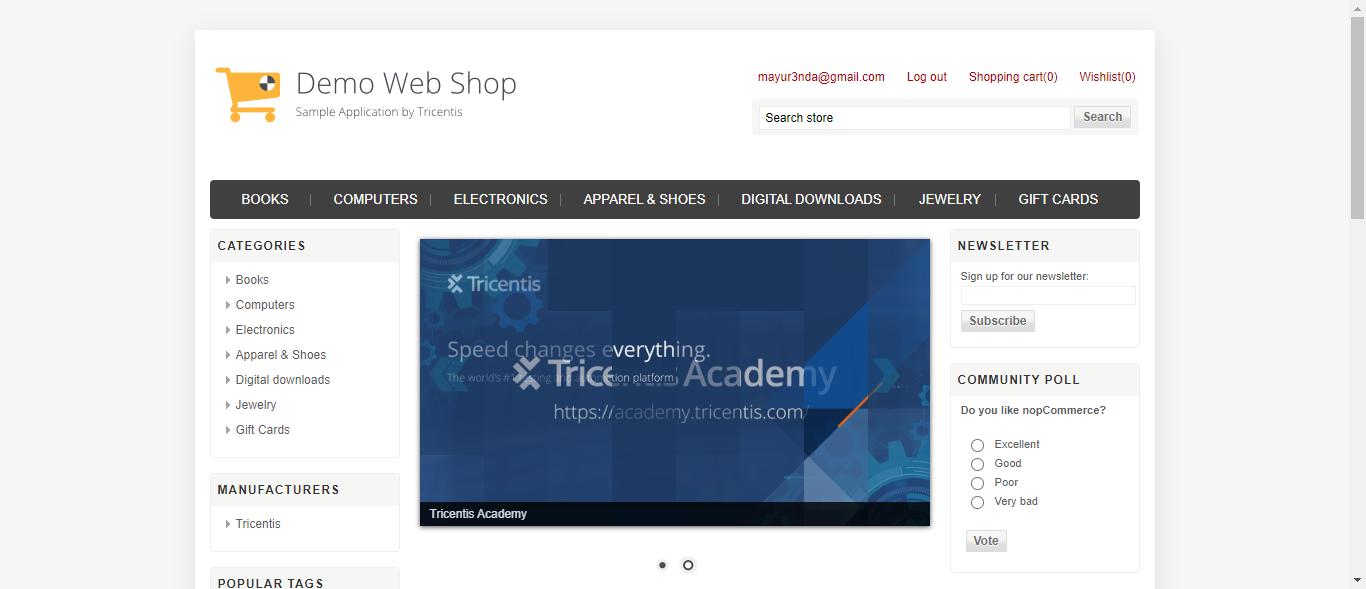 Demo Web Shop
Sample Application by Tricentis
mayur3nda@gmail.com Log out Shopping cart(0) Wishlist(0)
Search store Search
BOOKS COMPUTERS ELECTRONICS APPAREL & SHOES DIGITAL DOWNLOADS JEWELRY GIFT CARDS
CATEGORIES
Books
Computers
Electronics
Apparel & Shoes
Digital downloads
Jewelry
Gift Cards
MANUFACTURERS
Tricentis
POPULAR TAGS
Tricentis
Speed changes everything.
Tricentis Academy
The world's #1 testing and automation platform
https://academy.tricentis.com/
Tricentis Academy
NEWSLETTER
Sign up for our newsletter:
Subscribe
COMMUNITY POLL
Do you like nopCommerce?
Excellent
Good
Poor
Very bad
Vote